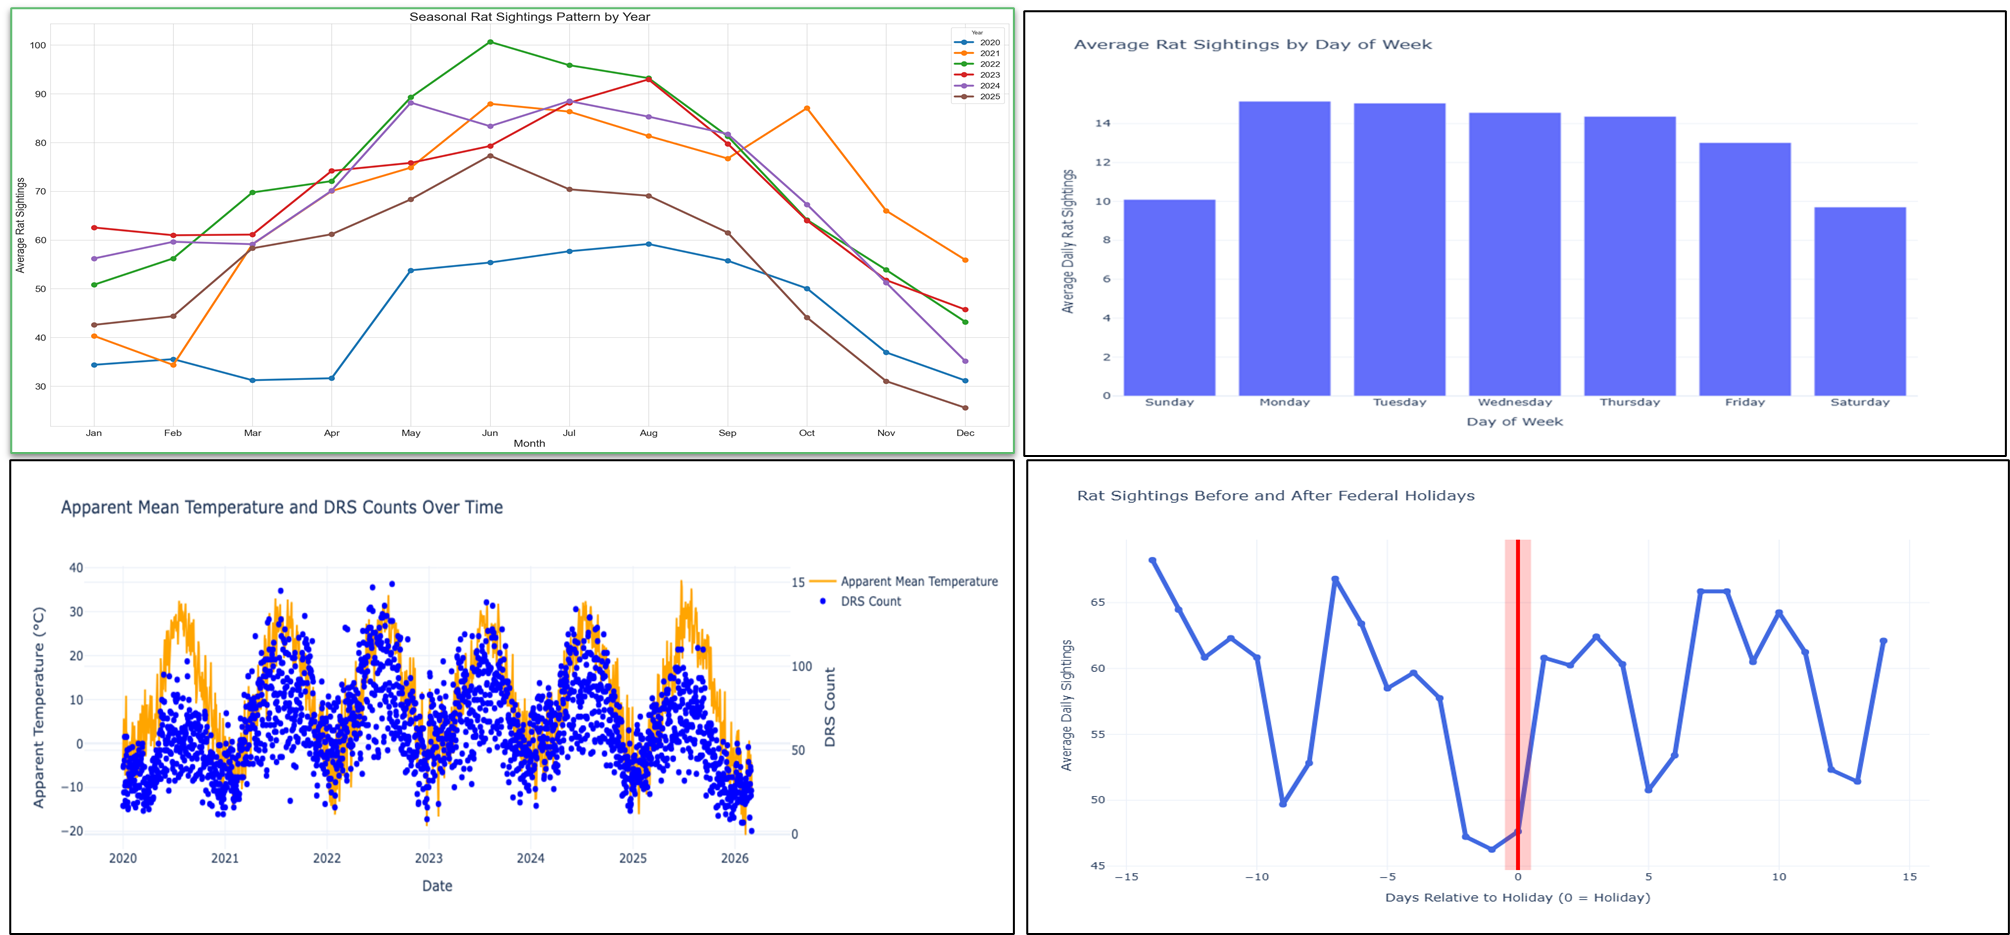 Seasonal Rat Sightings Pattern by Year
Year
2020
2021
2022
2023
2024
2025
100
90
80
70
60
50
40
30
Average Rat Sightings
Jan Feb Mar Apr May Jun Jul Aug Sep Oct Nov Dec
Month
Average Rat Sightings by Day of Week
14
12
10
8
6
4
2
0
Average Daily Rat Sightings
Sunday Monday Tuesday Wednesday Thursday Friday Saturday
Day of Week
Apparent Mean Temperature and DRS Counts Over Time
40
30
20
10
0
−10
−20
Apparent Temperature (°C)
15
100
50
0
DRS Count
Apparent Mean Temperature
DRS Count
2020 2021 2022 2023 2024 2025 2026
Date
Rat Sightings Before and After Federal Holidays
65
60
55
50
45
Average Daily Sightings
−15 −10 −5 0 5 10 15
Days Relative to Holiday (0 = Holiday)